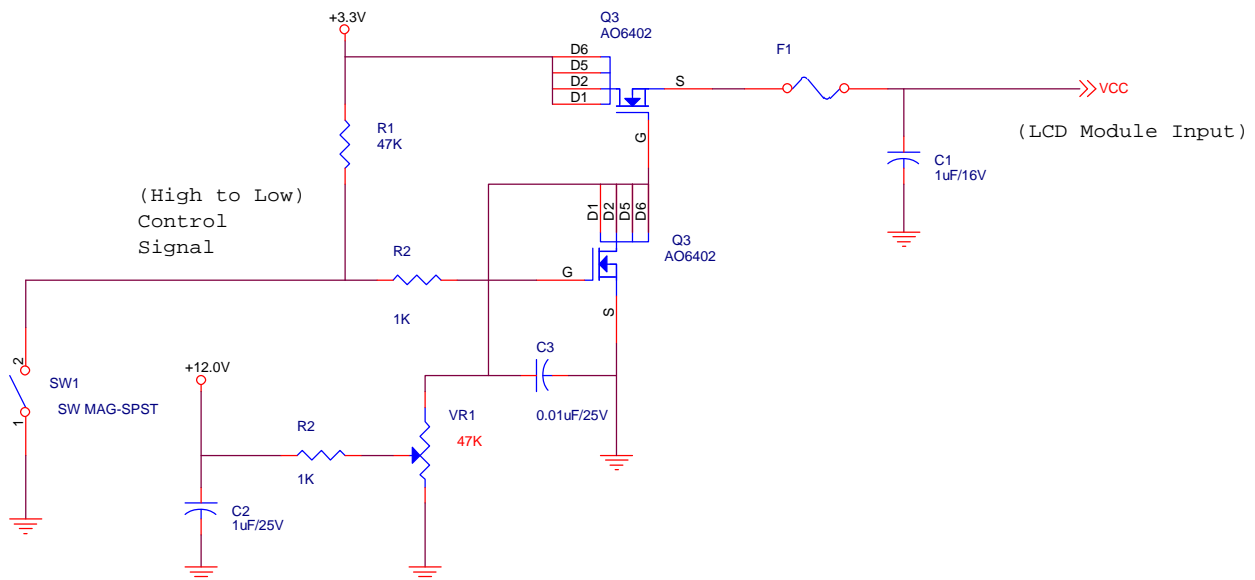 +3.3V
Q3
AO6402
D6
D5
D2
D1
S
G
F1
VCC
(LCD Module Input)
R1
47K
C1
1uF/16V
(High to Low)
Control
Signal
D1
D2
D5
D6
Q3
AO6402
R2
1K
G
S
C3
0.01uF/25V
2
SW1
SW MAG-SPST
1
+12.0V
VR1
47K
R2
1K
C2
1uF/25V